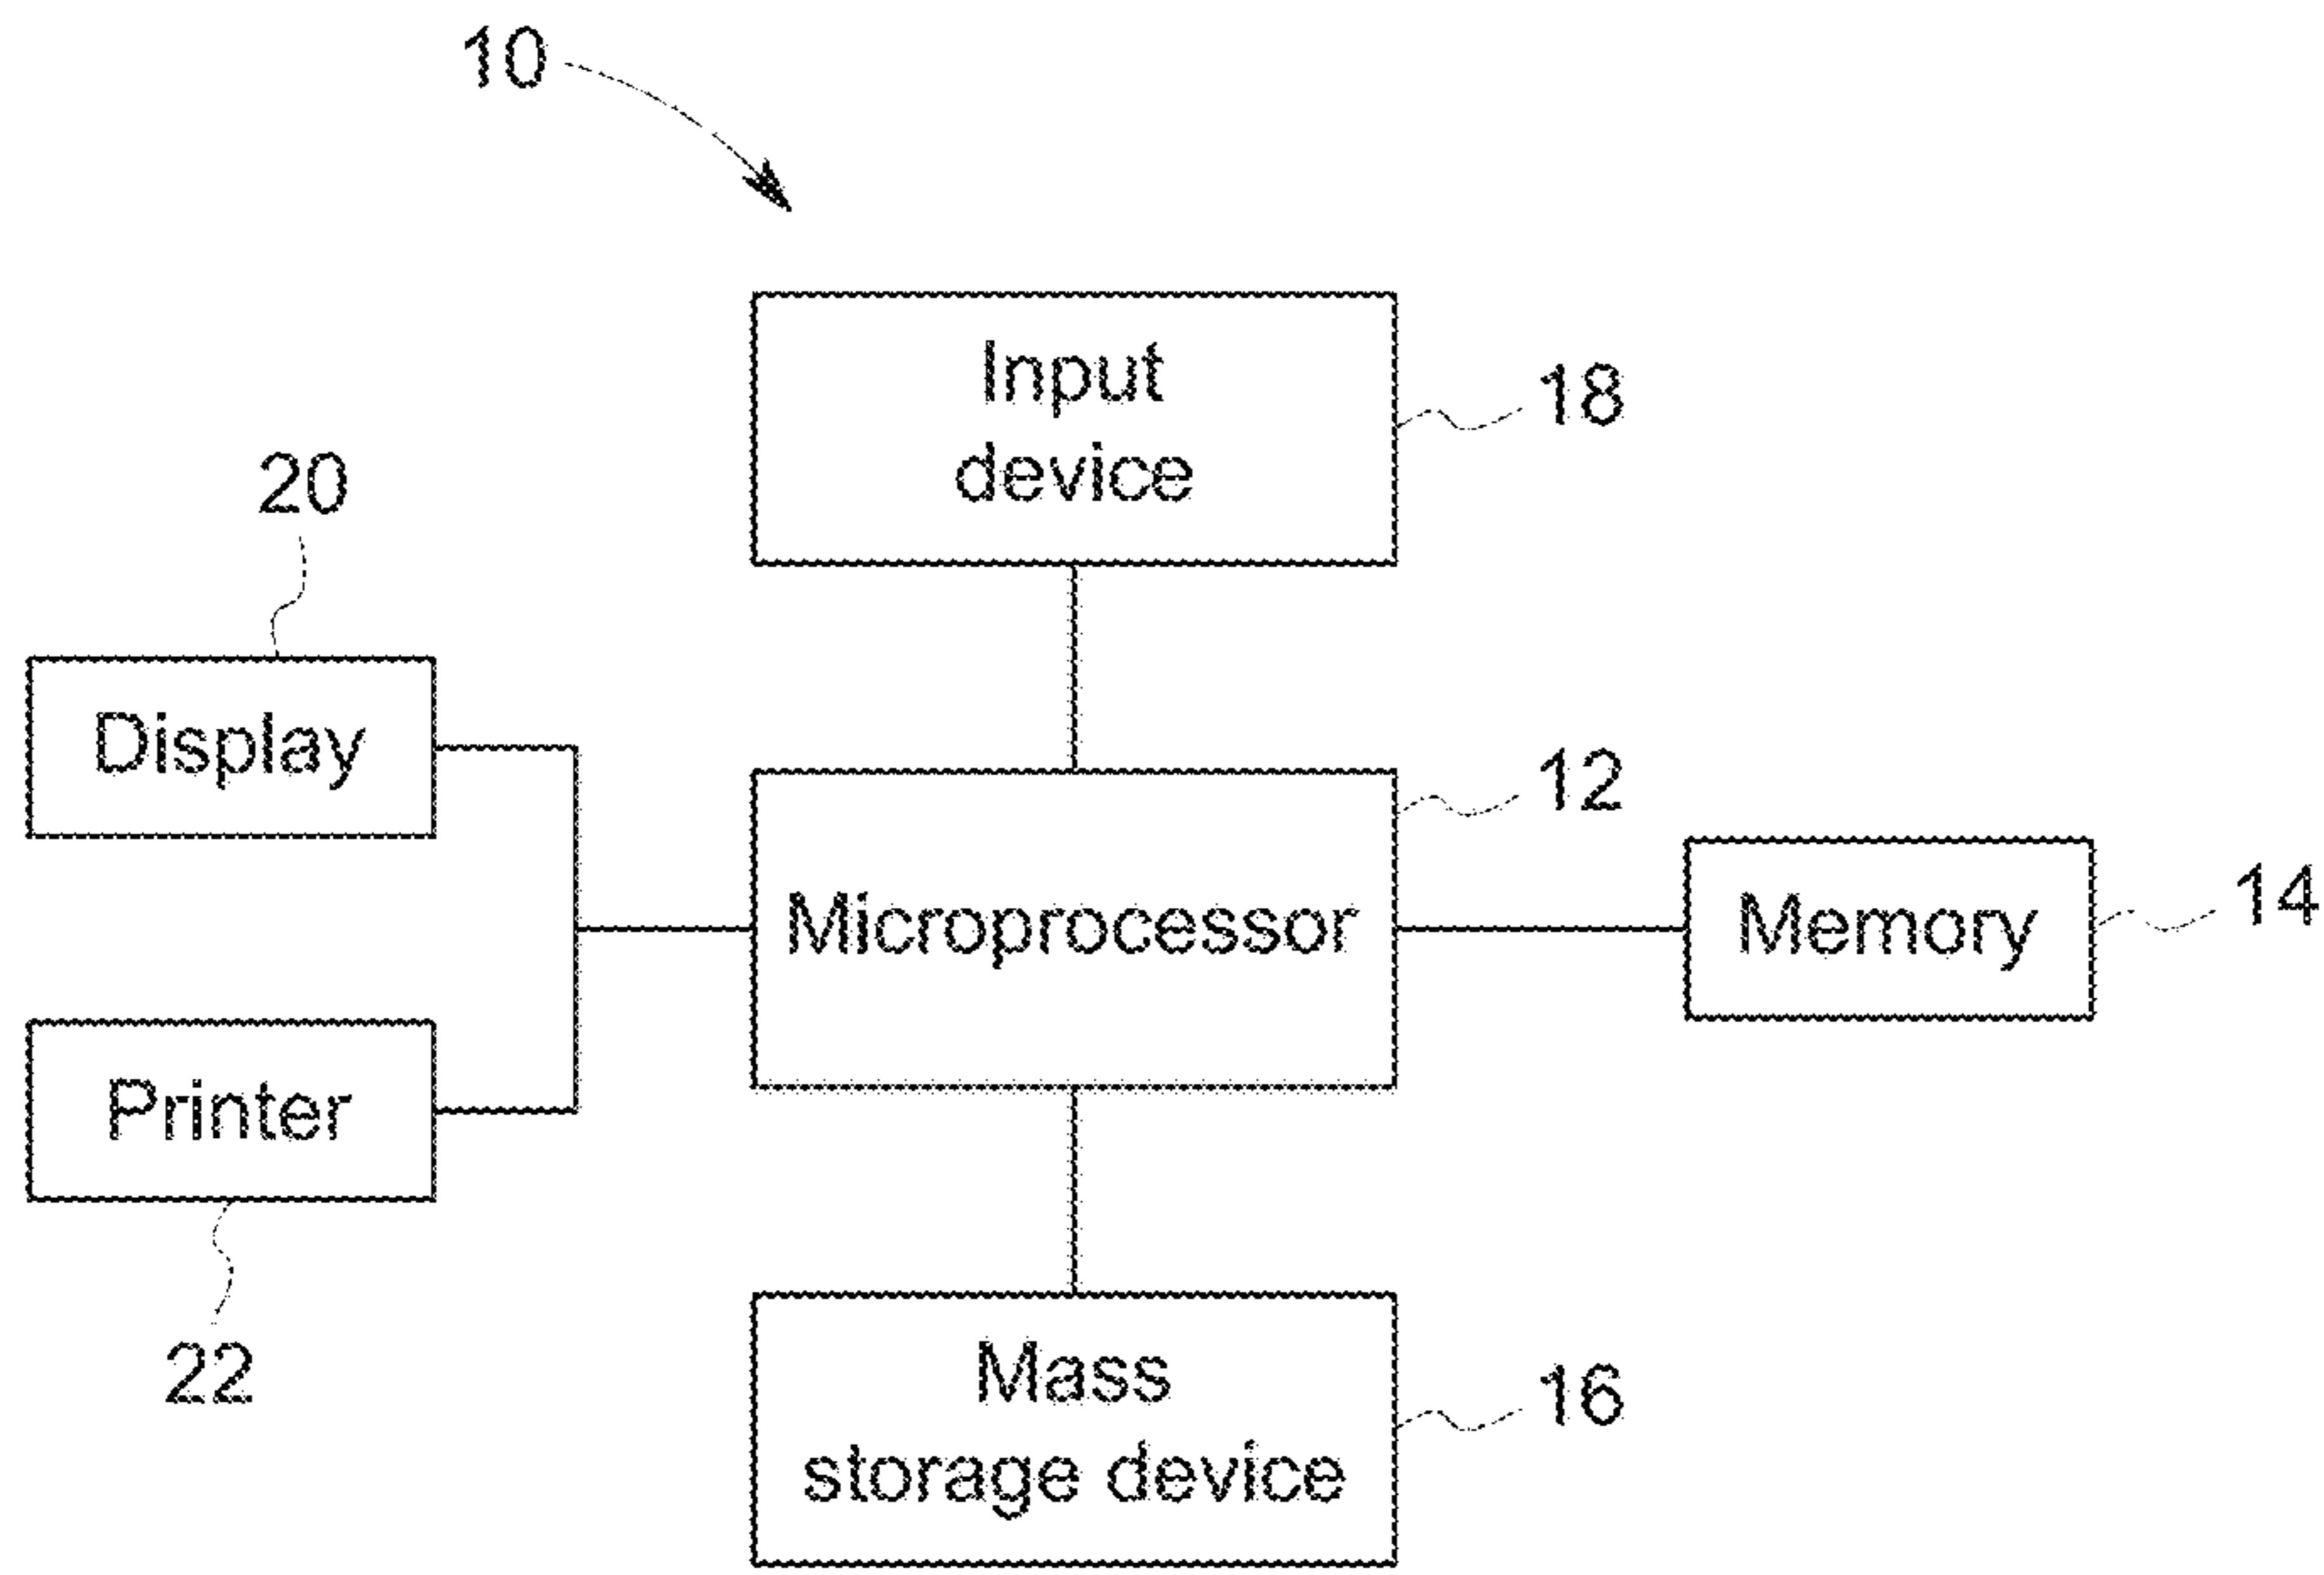 10
Input
device
18
20
Display
12
Microprocessor
Memory
14
Printer
22
Mass
storage device
16